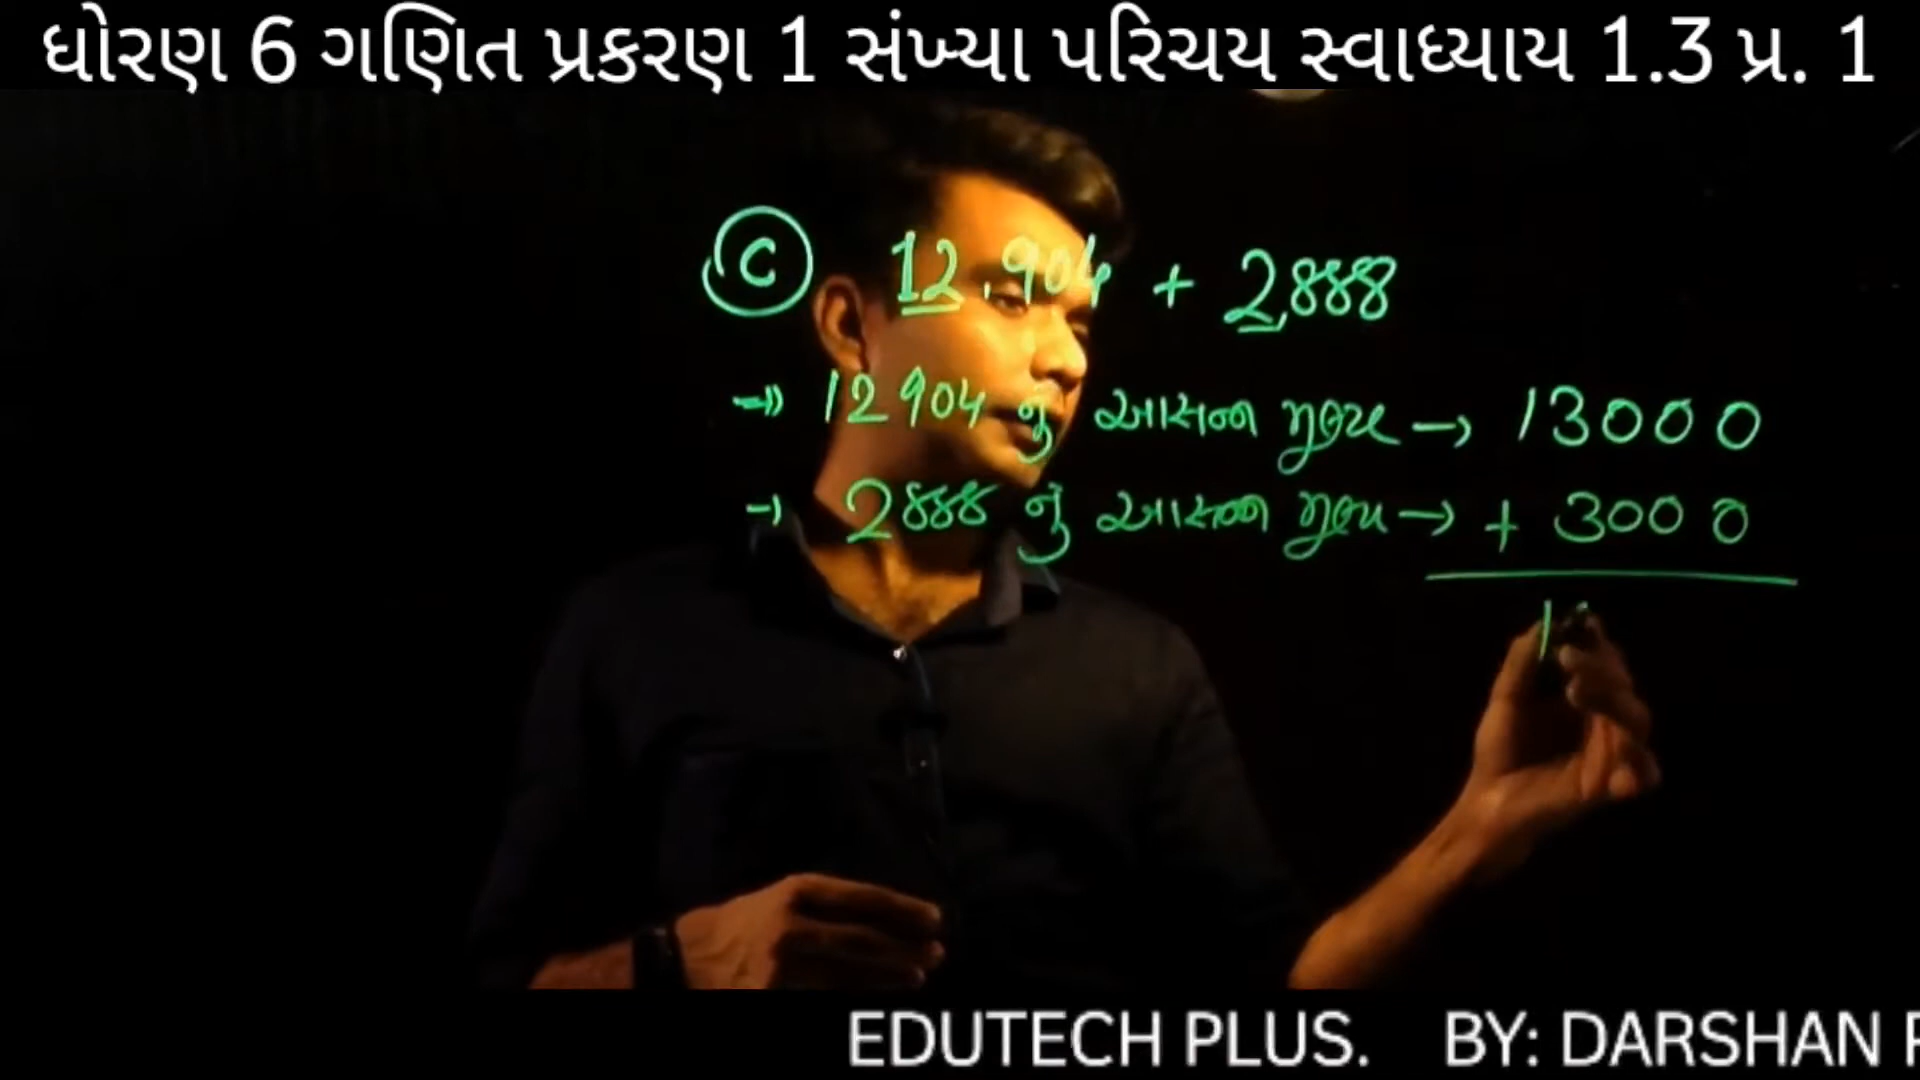 ધોરણ 6 ગણિત પ્રકરણ 1 સંખ્યા પરિચય સ્વાધ્યાય 1.3 પ્ર. 1
C 12,904 + 2,888
⇒ 12904 નું આસન્ન મુલ્ય → 13000
→ 2888 નું આસન્ન મુલ્ય → + 3000
1
EDUTECH PLUS. BY: DARSHAN